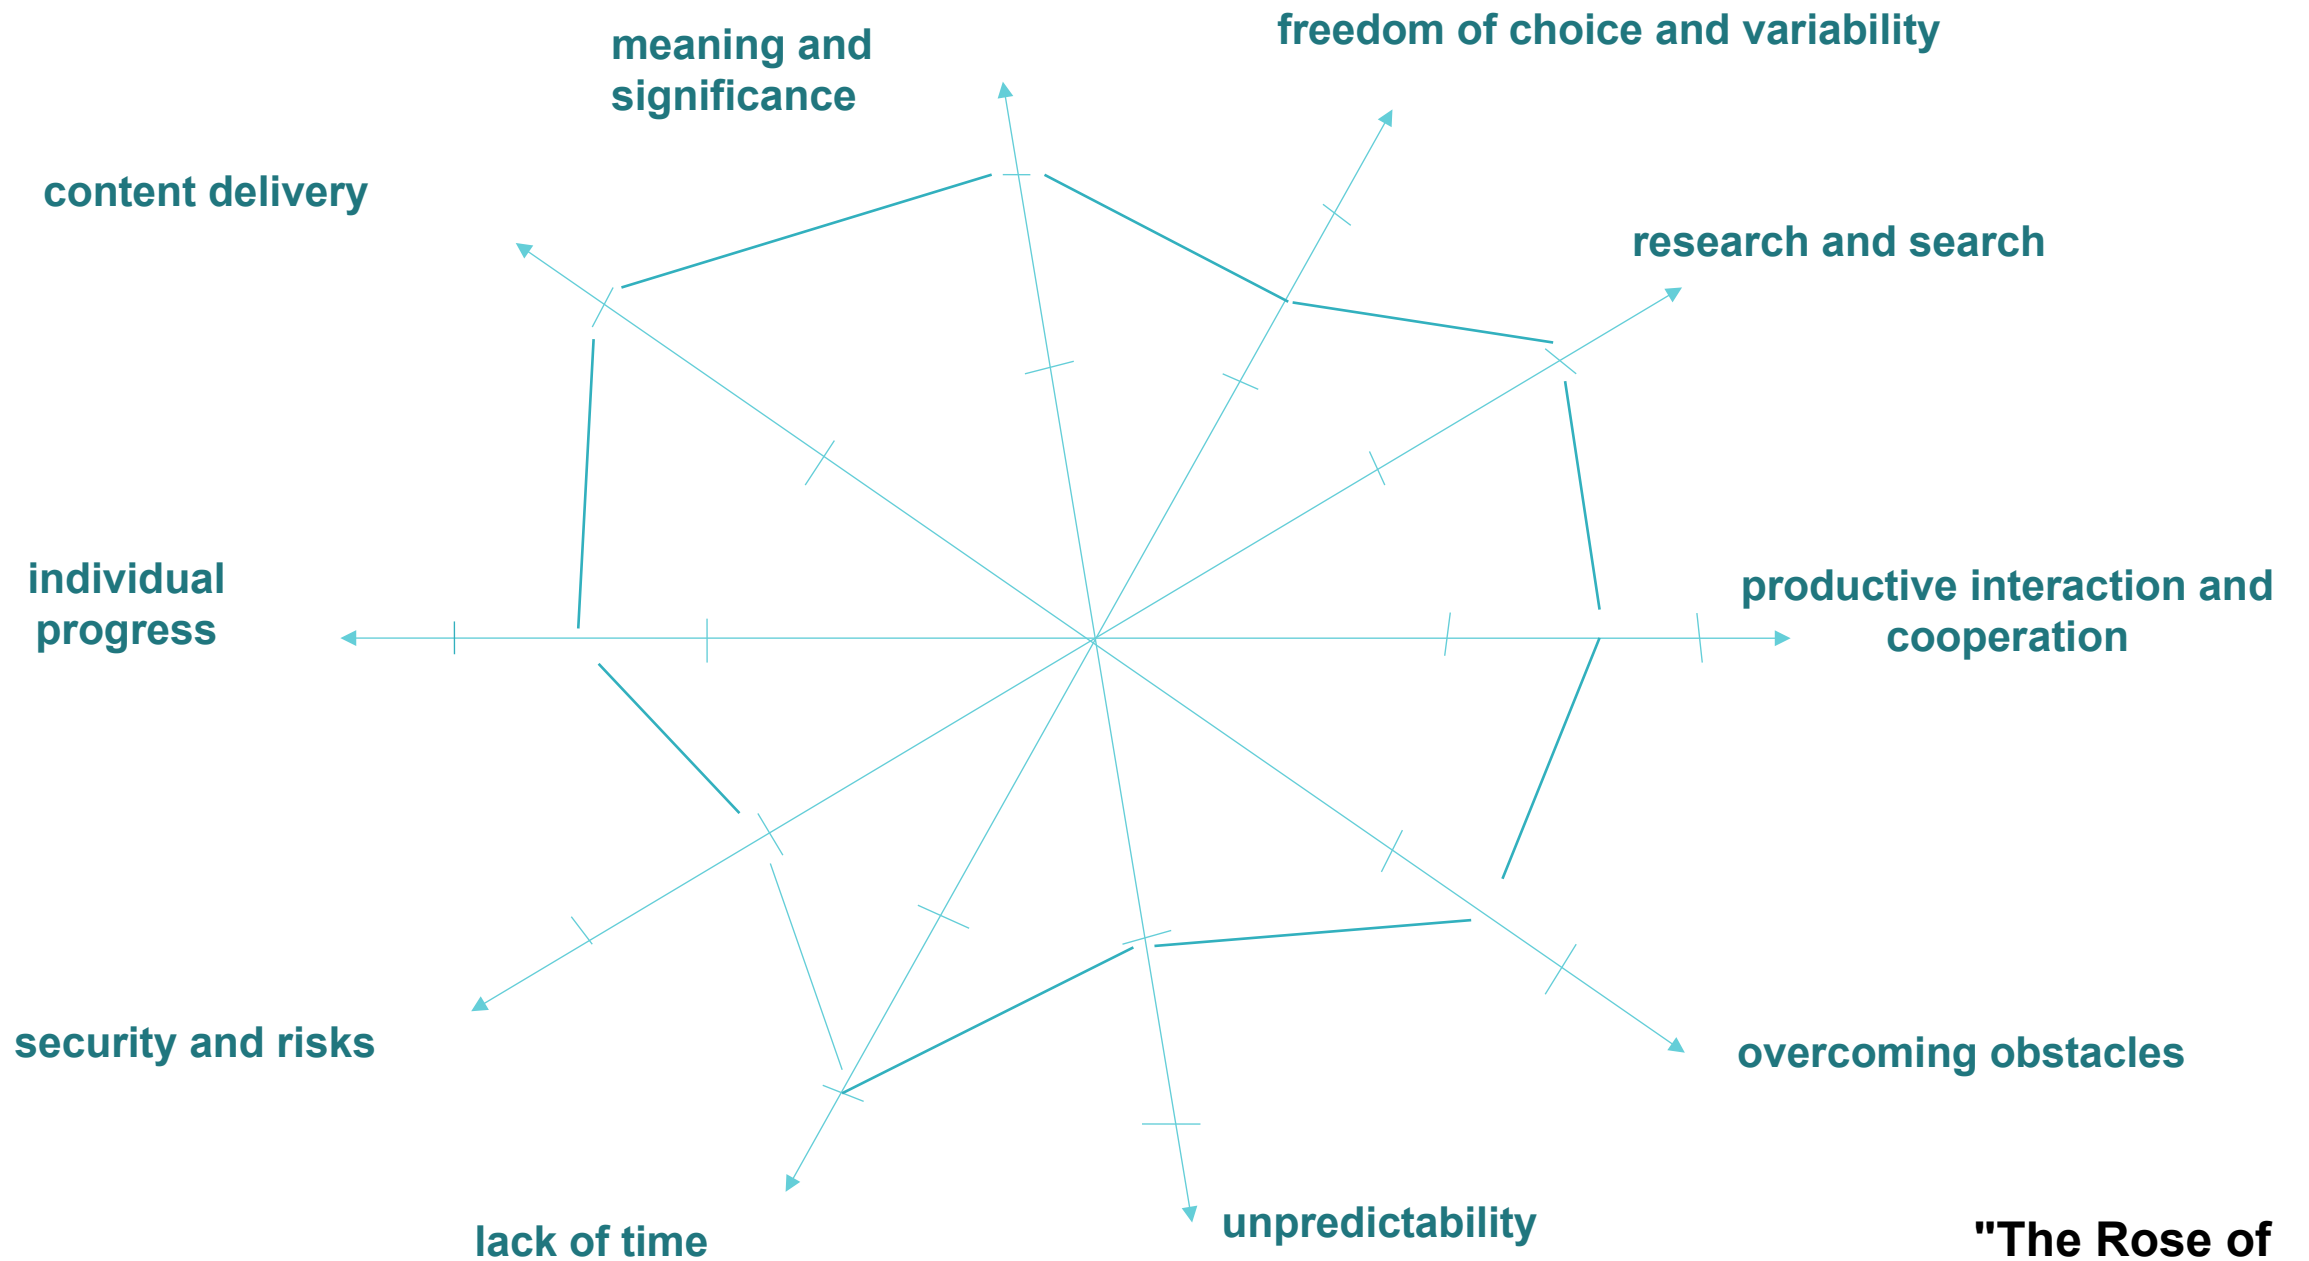 freedom of choice and variability
meaning and
significance
content delivery
research and search
individual
progress
productive interaction and
cooperation
security and risks
overcoming obstacles
unpredictability
lack of time
"The Rose of